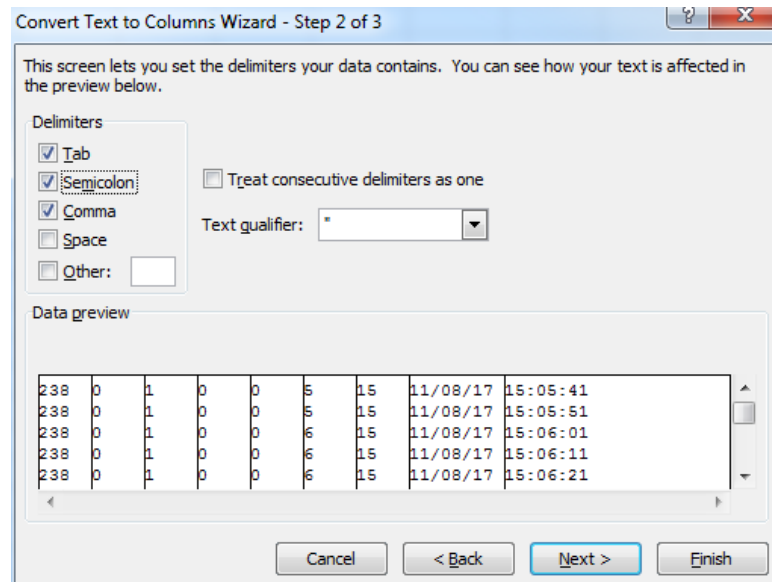 Convert Text to Columns Wizard - Step 2 of 3
This screen lets you set the delimiters your data contains. You can see how your text is affected in
the preview below.
Delimiters
Tab
Semicolon
Comma
Space
Other:
Treat consecutive delimiters as one
Text qualifier: "
Data preview
238 0 1 0 0 5 15 11/08/17 15:05:41
238 0 1 0 0 5 15 11/08/17 15:05:51
238 0 1 0 0 6 15 11/08/17 15:06:01
238 0 1 0 0 6 15 11/08/17 15:06:11
238 0 1 0 0 6 15 11/08/17 15:06:21
Cancel < Back Next > Finish